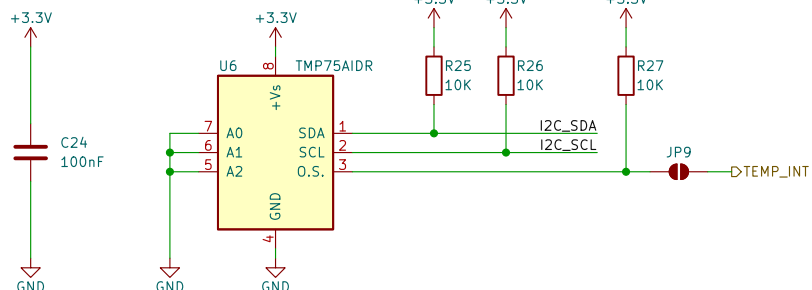 +3.3V
+3.3V
+3.3V
+3.3V
+3.3V
C24
100nF
U6
TMP75AIDR
8
+Vs
7 A0
6 A1
5 A2
SDA 1
SCL 2
O.S. 3
GND
4
R25
10K
R26
10K
R27
10K
I2C_SDA
I2C_SCL
JP9
TEMP_INT
GND
GND
GND